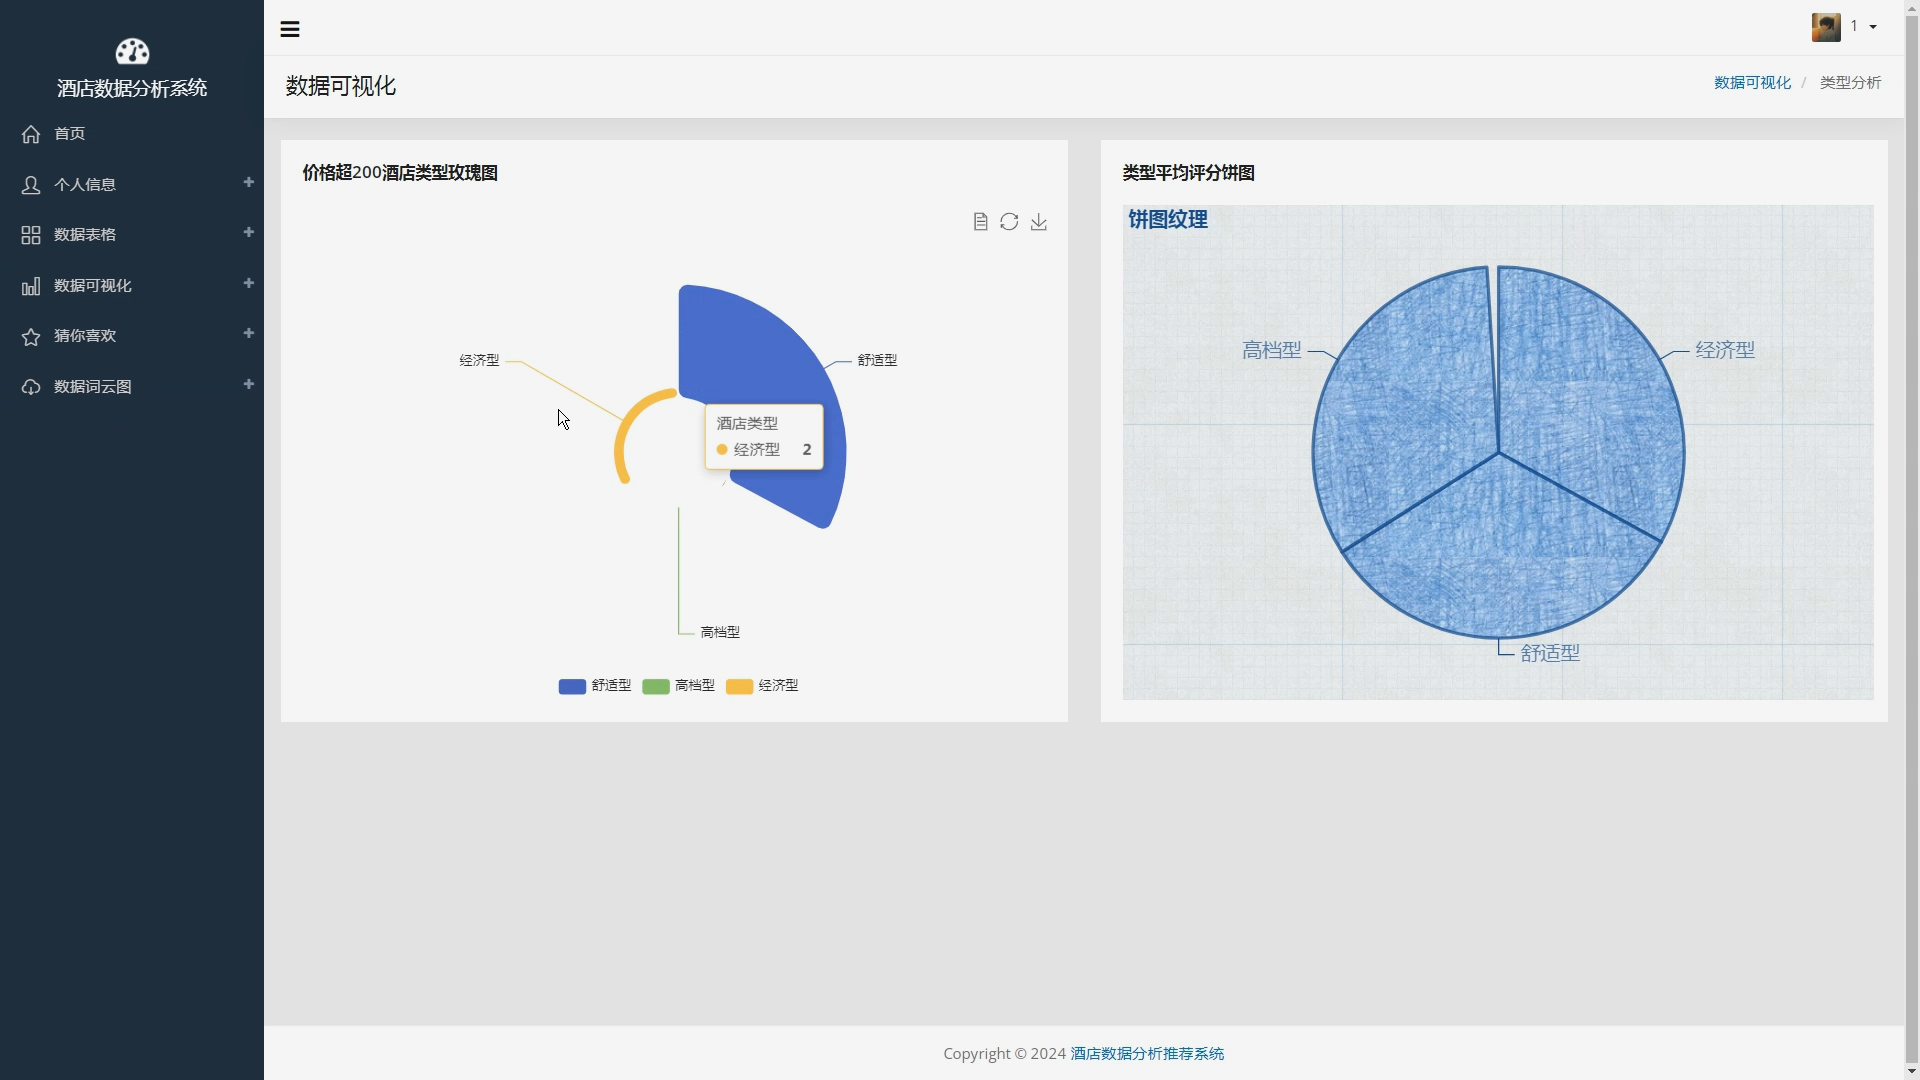 酒店数据分析系统
首页
个人信息
数据表格
数据可视化
猜你喜欢
数据词云图
1
数据可视化
数据可视化 / 类型分析
价格超200酒店类型玫瑰图
经济型
舒适型
酒店类型
经济型 2
高档型
舒适型 高档型 经济型
类型平均评分饼图
饼图纹理
高档型
经济型
舒适型
Copyright © 2024 酒店数据分析推荐系统